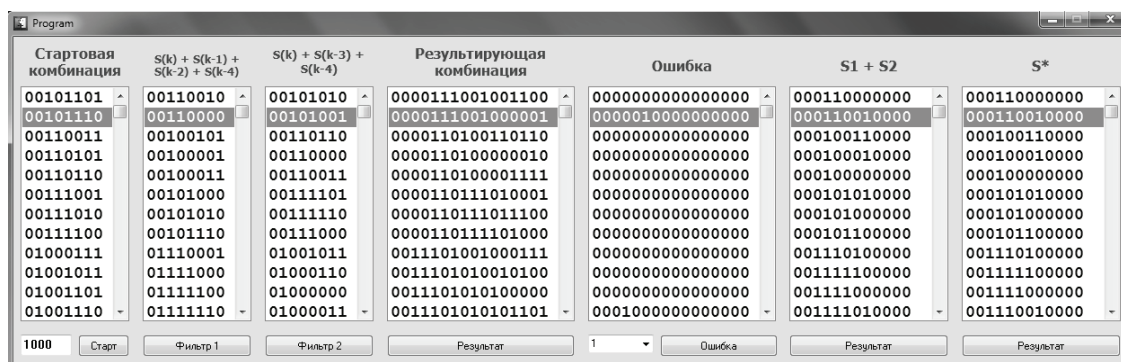 Program
Стартовая комбинация S(k) + S(k-1) + S(k-2) + S(k-4) S(k) + S(k-3) + S(k-4) Результирующая комбинация Ошибка S1 + S2 S*
00101101 00110010 00101010 0000111001001100 0000000000000000 000110000000 000110000000
00101110 00110000 00101001 0000111001000001 0000010000000000 000110010000 000110010000
00110011 00100101 00110110 0000110100110110 0000000000000000 000100110000 000100110000
00110101 00100001 00110000 0000110100000010 0000000000000000 000100010000 000100010000
00110110 00100011 00110011 0000110100001111 0000000000000000 000100010000 000100010000
00111001 00101000 00111101 0000110111010001 0000000000000000 000101010000 000101010000
00111010 00101010 00111110 0000110111011100 0000000000000000 000101000000 000101000000
00111100 00101110 00111000 0000110111101000 0000000000000000 000101100000 000101100000
01000111 01110001 01001011 0011101001000111 0000000000000000 001110100000 001110100000
01001011 01111000 01000110 0011101010010100 0000000000000000 001111100000 001111100000
01001101 01111100 01000000 0011101010100000 0000000000000000 001111000000 001111000000
01001110 01111110 01000011 0011101010101101 0001000000000000 001111010000 001110010000
1000 Старт Фильтр 1 Фильтр 2 Результат 1 Ошибка Результат Результат